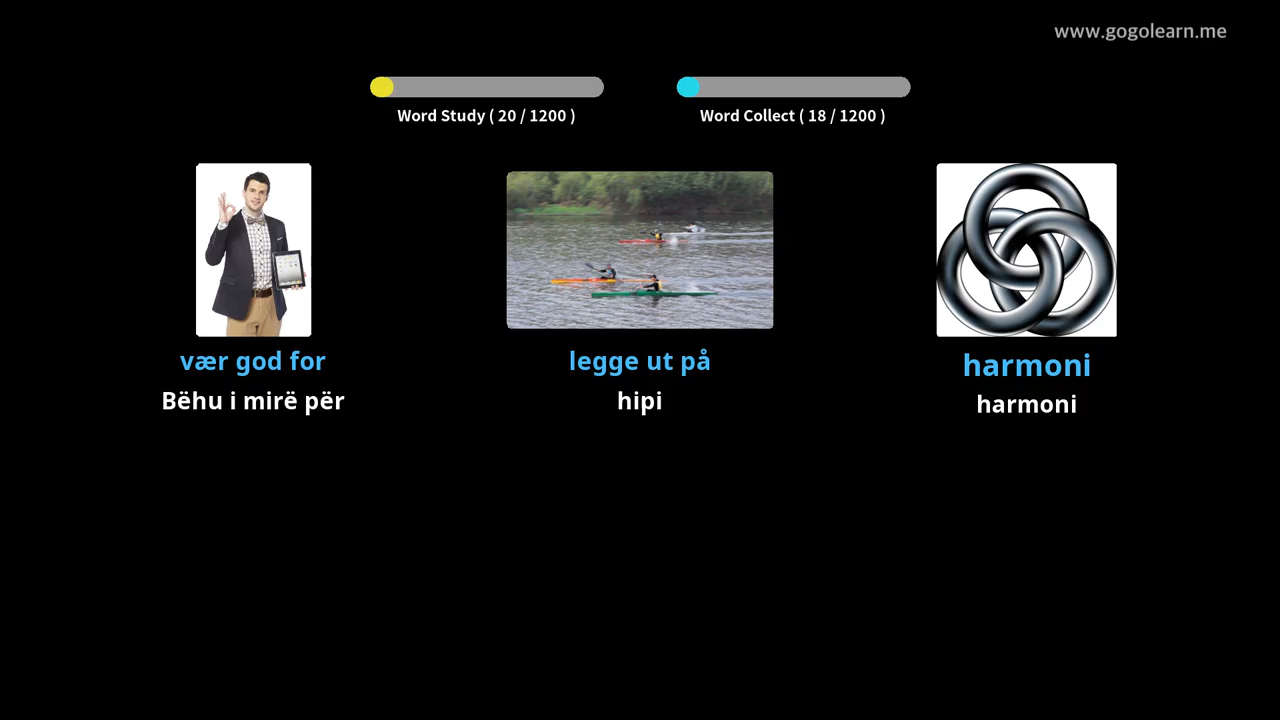 www.gogolearn.me
Word Study ( 20 / 1200 )
Word Collect ( 18 / 1200 )
vær god for
Bëhu i mirë për
legge ut på
hipi
harmoni
harmoni